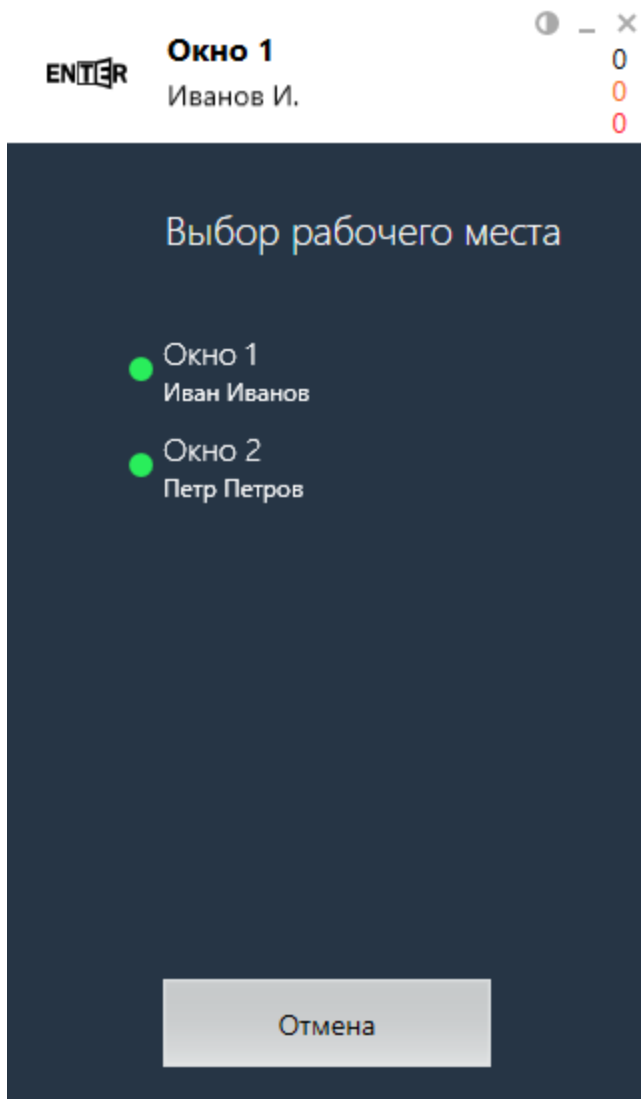 ENTER
Окно 1
Иванов И.
0
0
0
Выбор рабочего места
Окно 1
Иван Иванов
Окно 2
Петр Петров
Отмена